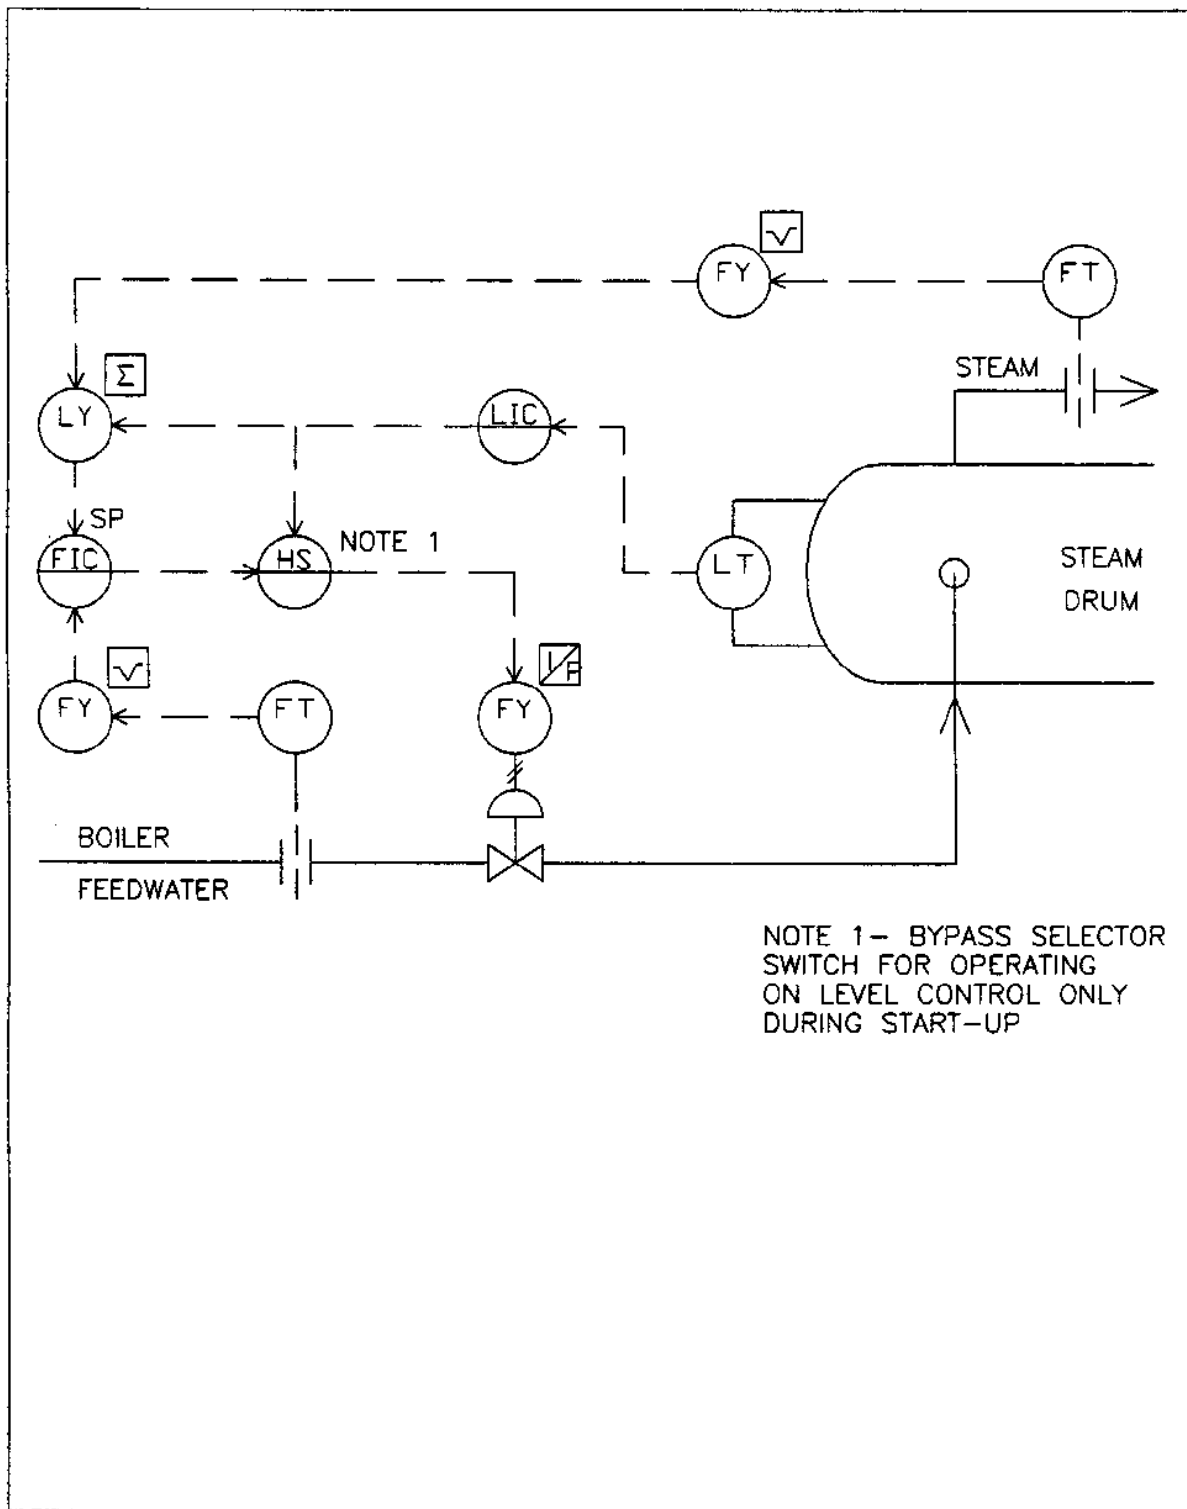 FY
FT
STEAM
Σ
LY
LIC
SP
FIC
HS
NOTE 1
LT
STEAM
DRUM
I/P
FY
FT
FY
BOILER
FEEDWATER
NOTE 1– BYPASS SELECTOR
SWITCH FOR OPERATING
ON LEVEL CONTROL ONLY
DURING START–UP